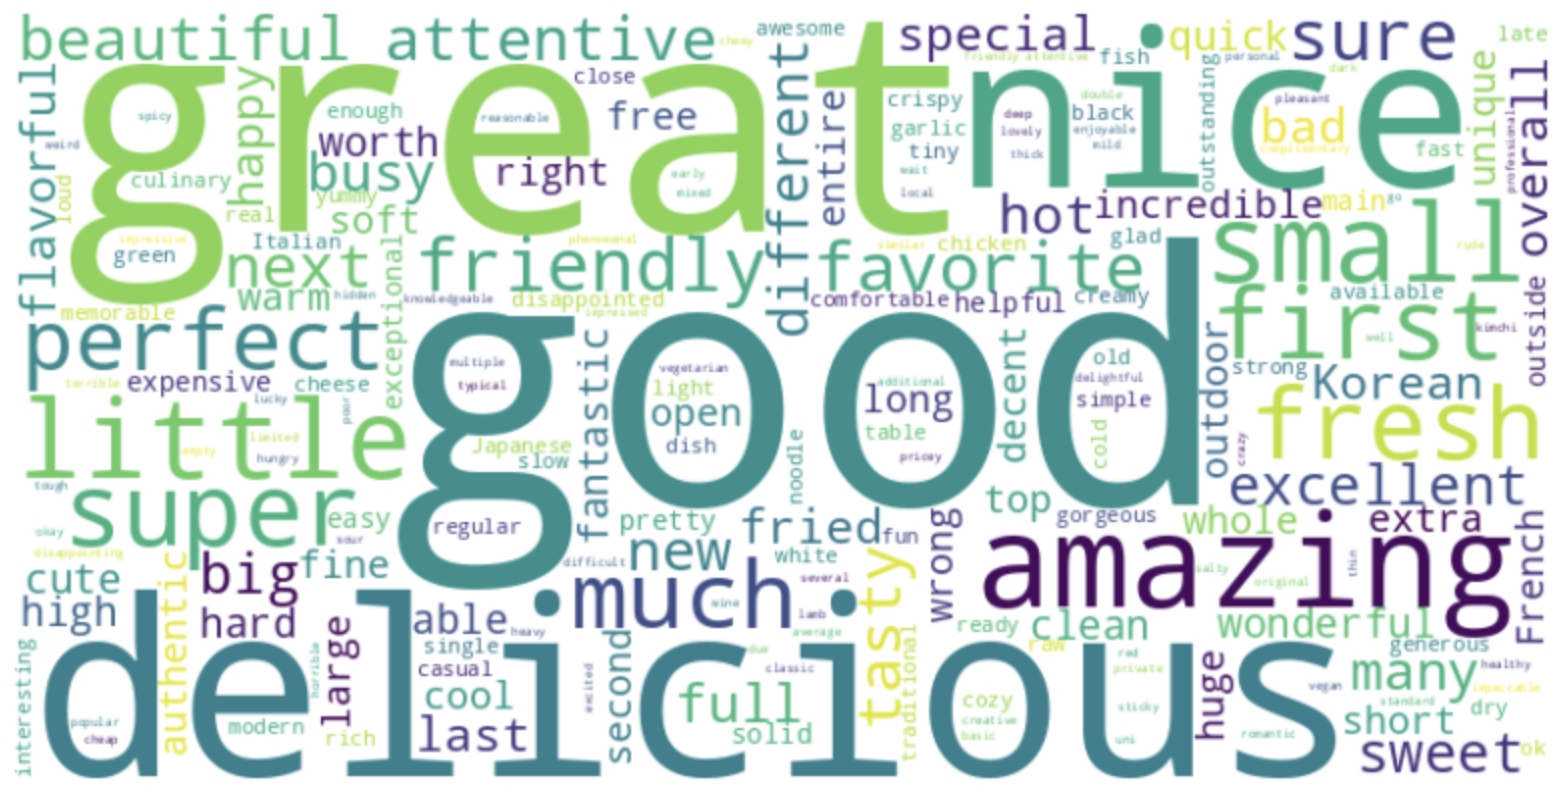 beautiful attentive cheesy awesome special quick sure late
great nice
flavorful happy close free different entire fish friendly attentive personal dark
spicy enough worth reasonable crispy garlic tiny deep lovely thick double black enjoyable mild
outstanding pleasant bad complimentary fast unique professional overall
weird loud culinary busy yummy right early mixed wait local
real soft hot incredible main go
impressive green Italian phenomenal similar chicken glad small rude
next friendly favorite
warm hidden exceptional knowledgeable disappointed impressed comfortable helpful creamy available first
memorable perfect good outside kimchi well
terrible expensive cheese multiple typical fantastic vegetarian light open dish additional long table pricey decent old delightful simple cold outdoor strong Korean
little lucky poor limited empty hungry Japanese slow noodle crazy fresh
tough super easy sour regular pretty fried fun top gorgeous whole excellent extra
okay disappointing difficult new white wrong amazing salty original thin French
cute authentic big fine much several wine lamb tasty
high hard able heavy average ready clean raw wonderful generous
delicious
interesting horrible large single casual second excited due classic traditional red private huge vegan many healthy impeccable
popular cheap modern rich cool last full solid cozy creative basic sticky uni romantic standard short dry sweet ok